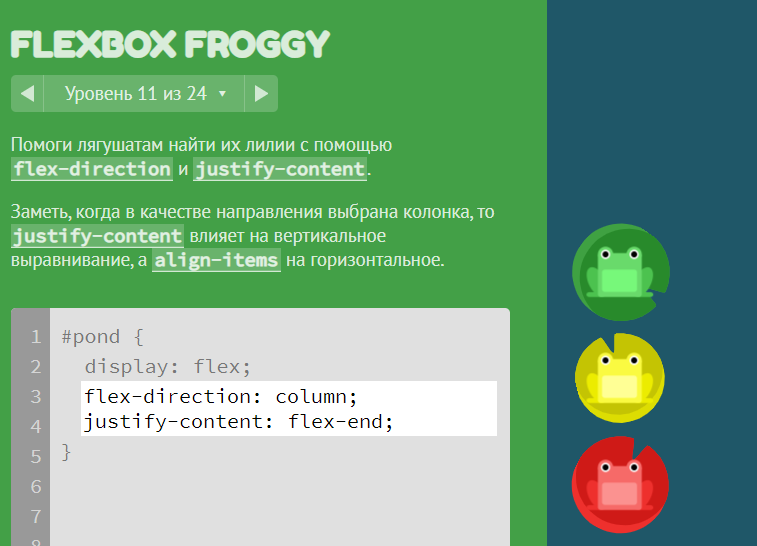 FLEXBOX FROGGY
Уровень 11 из 24
Помоги лягушатам найти их лилии с помощью
flex-direction и justify-content.
Заметь, когда в качестве направления выбрана колонка, то
justify-content влияет на вертикальное
выравнивание, а align-items на горизонтальное.
1 #pond {
2 display: flex;
3 flex-direction: column;
4 justify-content: flex-end;
5 }
6
7
8